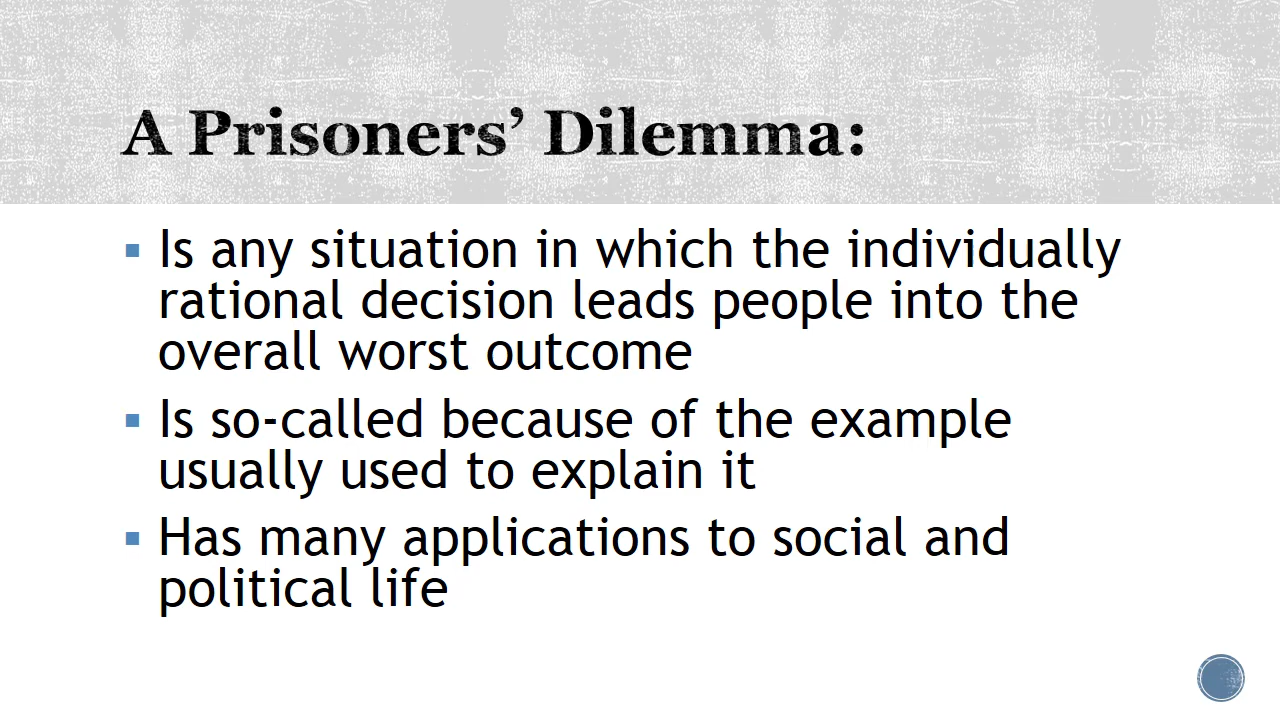 A Prisoners’ Dilemma:
▪ Is any situation in which the individually
rational decision leads people into the
overall worst outcome
▪ Is so-called because of the example
usually used to explain it
▪ Has many applications to social and
political life